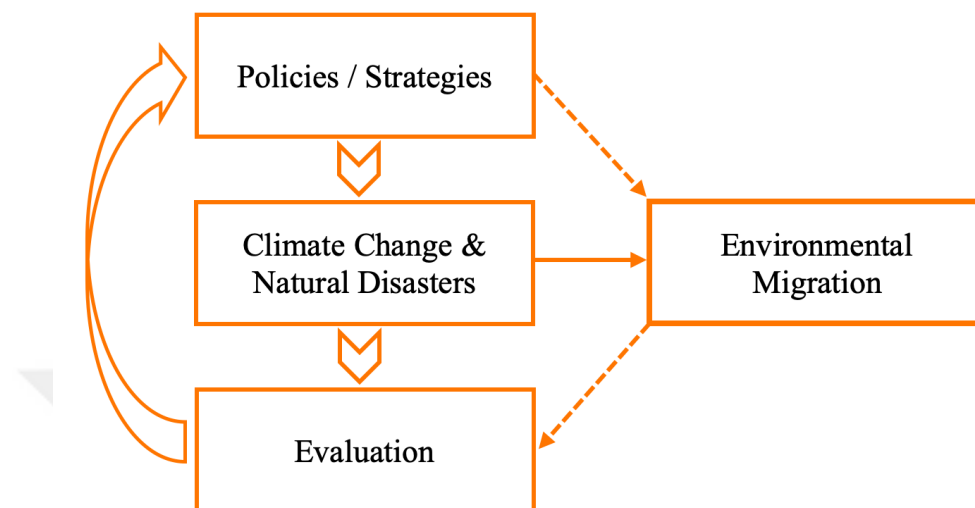 Policies / Strategies
Climate Change &
Natural Disasters
Environmental
Migration
Evaluation